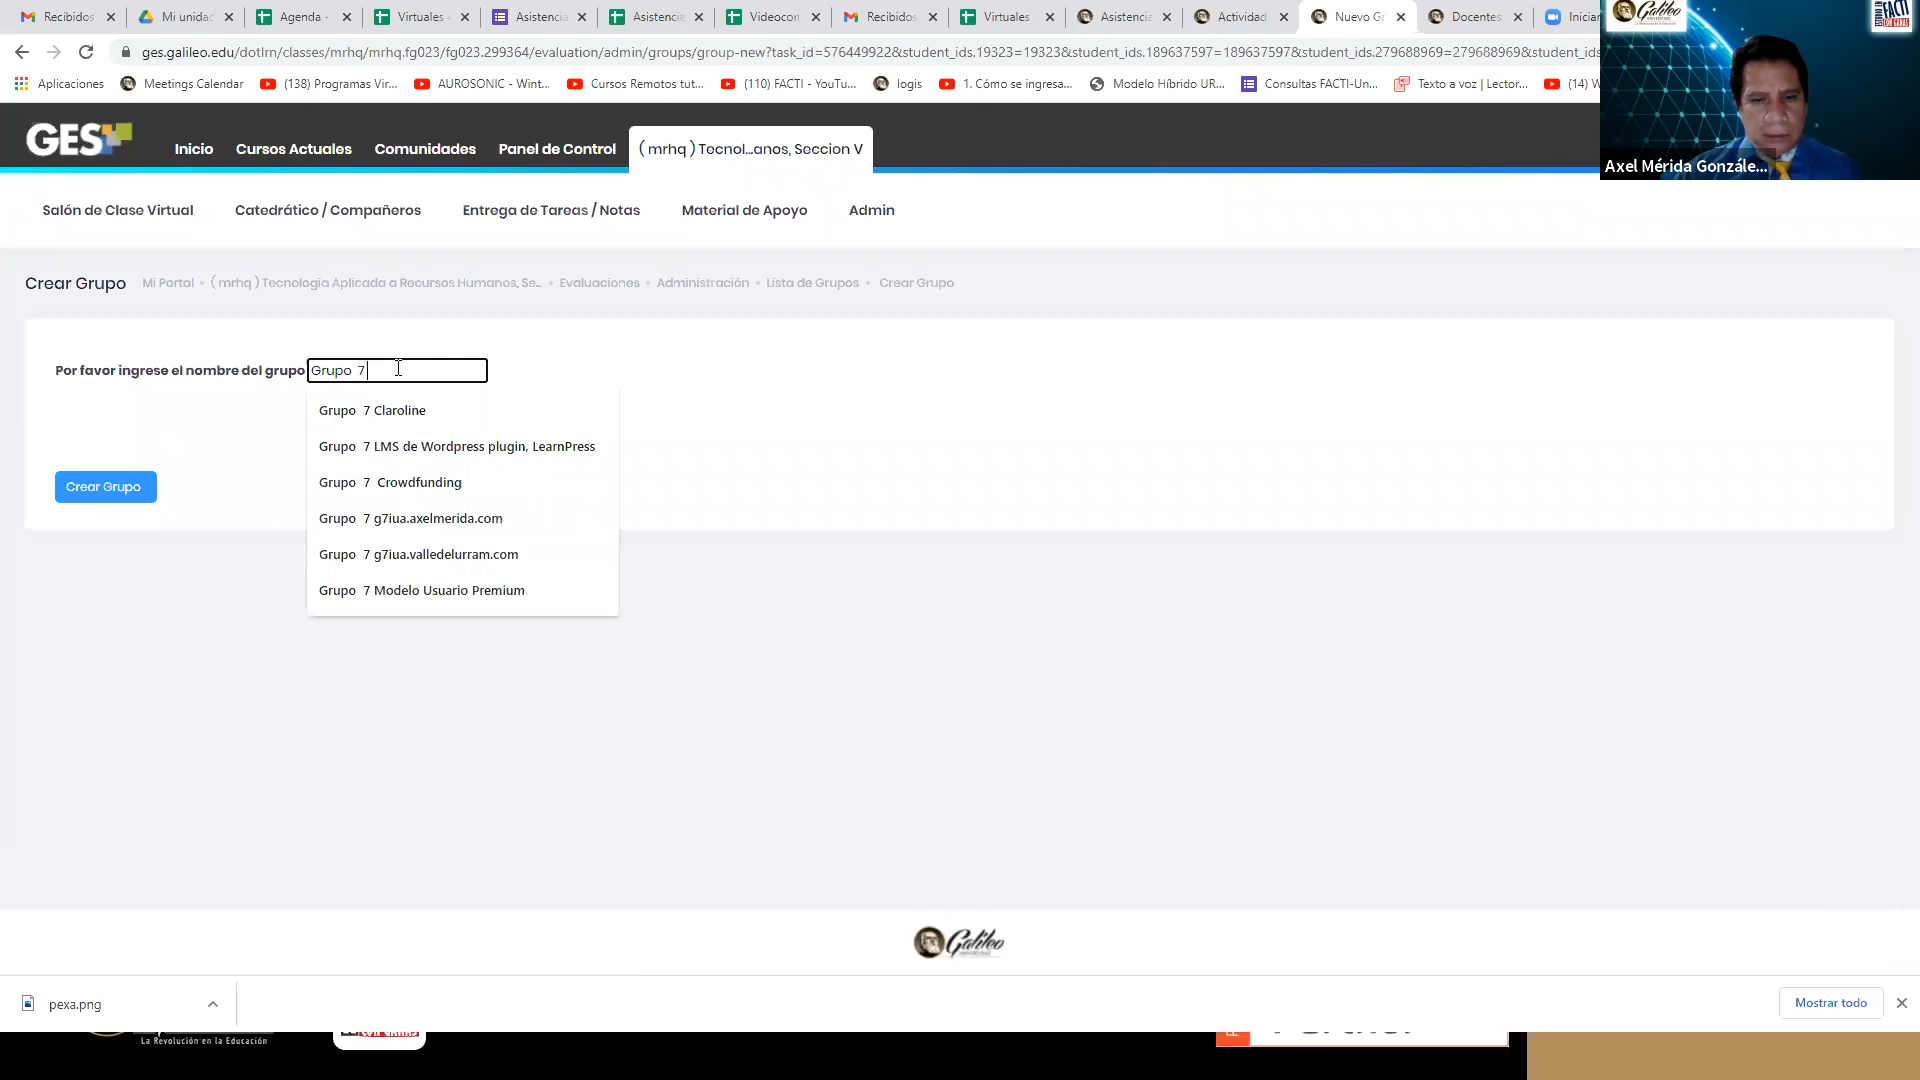 Recibidos
Mi unidad
Agenda -
Virtuales -
Asistencia
Asistencie
Videocon
Recibidos
Virtuales
Asistencia
Actividad
Nuevo Gr
Docentes
Iniciar
ges.galileo.edu/dotlrn/classes/mrhq/mrhq.fg023/fg023.299364/evaluation/admin/groups/group-new?task_id=576449922&student_ids.19323=19323&student_ids.189637597=189637597&student_ids.279688969=279688969&student_ids
Aplicaciones
Meetings Calendar
(138) Programas Vir...
AUROSONIC - Wint...
Cursos Remotos tut...
(110) FACTI - YouTu...
logis
1. Cómo se ingresa...
Modelo Híbrido UR...
Consultas FACTI-Un...
Texto a voz | Lector...
(14) W
Galileo
FACTI
Axel Mérida Gonzále...
GES
Inicio
Cursos Actuales
Comunidades
Panel de Control
( mrhq ) Tecnol...anos, Seccion V
Salón de Clase Virtual
Catedrático / Compañeros
Entrega de Tareas / Notas
Material de Apoyo
Admin
Crear Grupo
Mi Portal • ( mrhq ) Tecnología Aplicada a Recursos Humanos, Se... • Evaluaciones • Administración • Lista de Grupos • Crear Grupo
Por favor ingrese el nombre del grupo Grupo 7
Grupo 7 Claroline
Grupo 7 LMS de Wordpress plugin, LearnPress
Grupo 7 Crowdfunding
Grupo 7 g7iua.axelmerida.com
Grupo 7 g7iua.valledelurram.com
Grupo 7 Modelo Usuario Premium
Crear Grupo
Galileo
pexa.png
Mostrar todo
La Revolución en la Educación